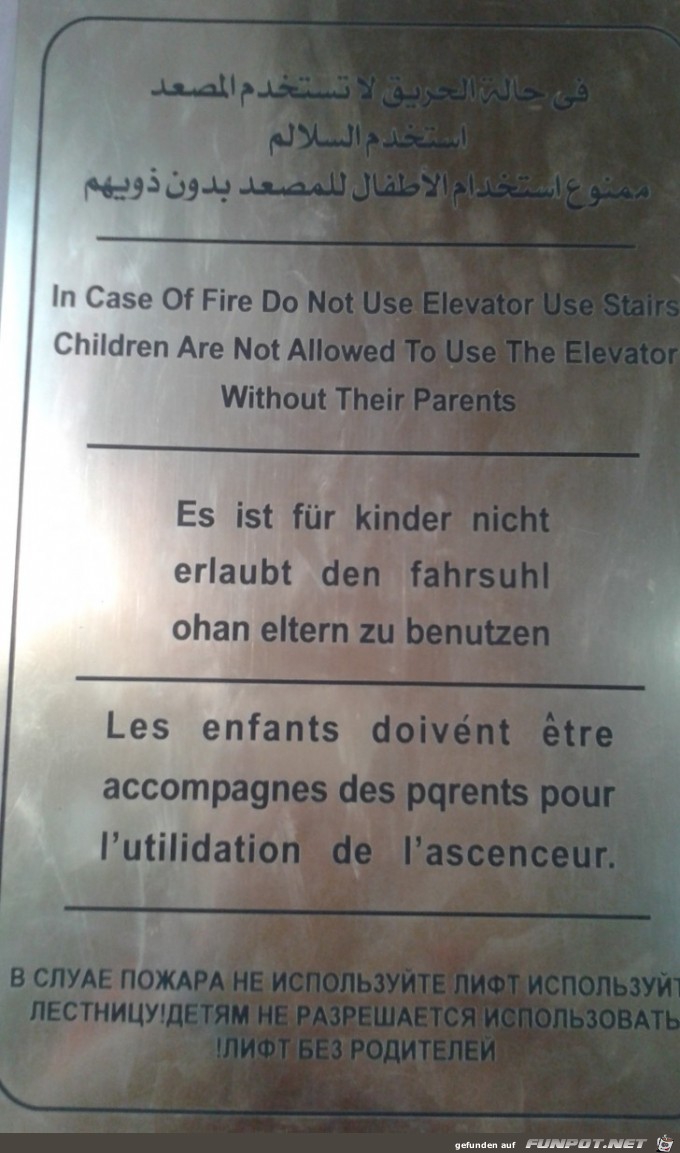 في حالة الحريق لا تستخدم المصعد
استخدم السلالم
ممنوع استخدام الاطفال للمصعد بدون ذويهم
In Case Of Fire Do Not Use Elevator Use Stairs
Children Are Not Allowed To Use The Elevator
Without Their Parents
Es ist für kinder nicht
erlaubt den fahrsuhl
ohan eltern zu benutzen
Les enfants doivént être
accompagnes des pqrents pour
l'utilidation de l'ascenceur.
В СЛУАЕ ПОЖАРА НЕ ИСПОЛЬЗУЙТЕ ЛИФТ ИСПОЛЬЗУЙТ
ЛЕСТНИЦУ!ДЕТЯМ НЕ РАЗРЕШАЕТСЯ ИСПОЛЬЗОВАТЬ
!ЛИФТ БЕЗ РОДИТЕЛЕЙ
gefunden auf FUNPOT.NET